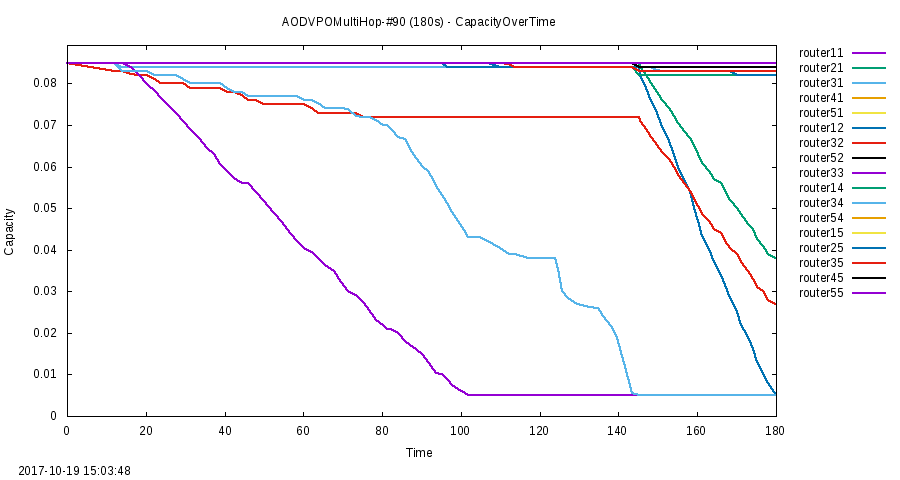 AODVPOMultiHop-#90 (180s) - CapacityOverTime
0.08
0.07
0.06
0.05
0.04
0.03
0.02
0.01
0
Capacity
0 20 40 60 80 100 120 140 160 180
Time
router11
router21
router31
router41
router51
router12
router32
router52
router33
router14
router34
router54
router15
router25
router35
router45
router55
2017-10-19 15:03:48